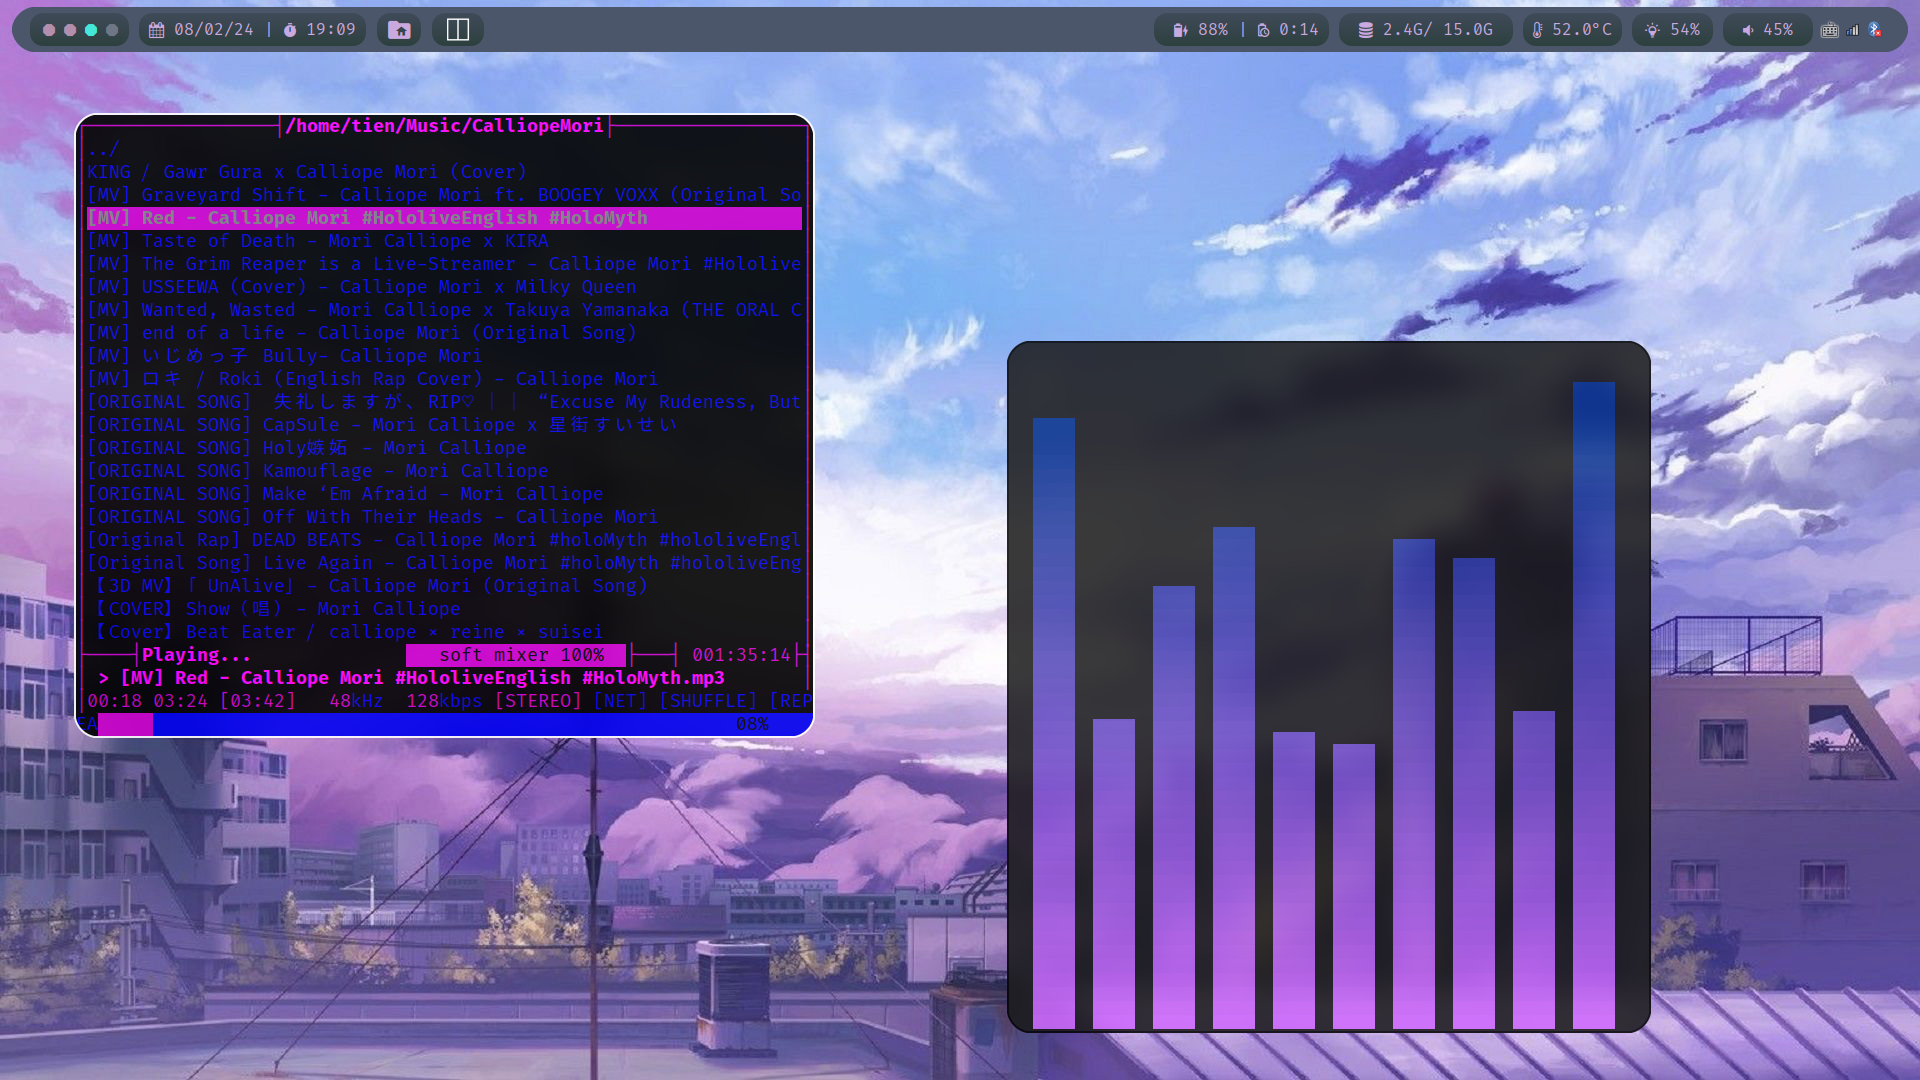 08/02/24 | 19:09
88% | 0:14
2.4G/ 15.0G
52.0°C
54%
45%
/home/tien/Music/CalliopeMori
../
KING / Gawr Gura x Calliope Mori (Cover)
[MV] Graveyard Shift - Calliope Mori ft. BOOGEY VOXX (Original So
[MV] Red - Calliope Mori #HololiveEnglish #HoloMyth
[MV] Taste of Death - Mori Calliope x KIRA
[MV] The Grim Reaper is a Live-Streamer - Calliope Mori #Hololive
[MV] USSEEWA (Cover) - Calliope Mori x Milky Queen
[MV] Wanted, Wasted - Mori Calliope x Takuya Yamanaka (THE ORAL C
[MV] end of a life - Calliope Mori (Original Song)
[MV] いじめっ子 Bully- Calliope Mori
[MV] ロキ / Roki (English Rap Cover) - Calliope Mori
[ORIGINAL SONG]  失礼しますが、RIP♡ ｜｜ “Excuse My Rudeness, But
[ORIGINAL SONG] CapSule - Mori Calliope x 星街すいせい
[ORIGINAL SONG] Holy嫉妬 - Mori Calliope
[ORIGINAL SONG] Kamouflage - Mori Calliope
[ORIGINAL SONG] Make ‘Em Afraid - Mori Calliope
[ORIGINAL SONG] Off With Their Heads - Calliope Mori
[Original Rap] DEAD BEATS - Calliope Mori #holoMyth #hololiveEngl
[Original Song] Live Again - Calliope Mori #holoMyth #hololiveEng
【3D MV】「 UnAlive」 - Calliope Mori (Original Song)
【COVER】Show（唱） - Mori Calliope
【Cover】Beat Eater / calliope × reine × suisei
Playing... soft mixer 100% 001:35:14
> [MV] Red - Calliope Mori #HololiveEnglish #HoloMyth.mp3
00:18 03:24 [03:42] 48kHz 128kbps [STEREO] [NET] [SHUFFLE] [REP
EA 08%